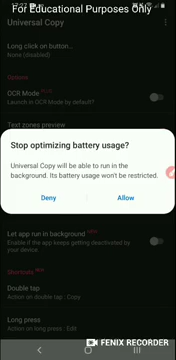 For Educational Purposes Only
Universal Copy
Long click on button..
None (disabled)
Options
OCR Mode
Launch in OCR Mode by default?
Text zones preview
Stop optimizing battery usage?
Universal Copy will be able to run in the
background. Its battery usage won't be restricted.
Deny
Allow
Let app run in background
Enable if the app keeps getting deactivated by
your device.
Shortcuts
Double tap
Action on double tap : Copy
Long press
Action on long press : Edit
FENIX RECORDER